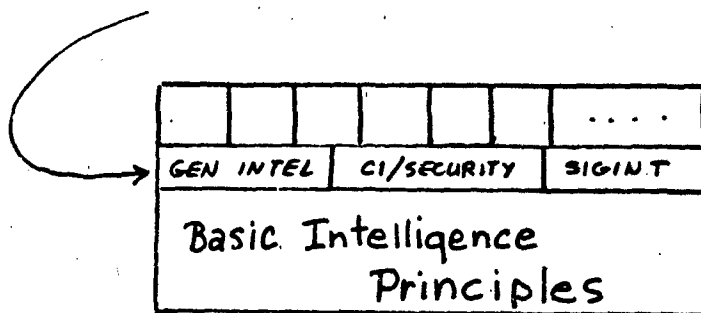 ....
GEN INTEL CI/SECURITY SIGINT
Basic Intelligence
Principles